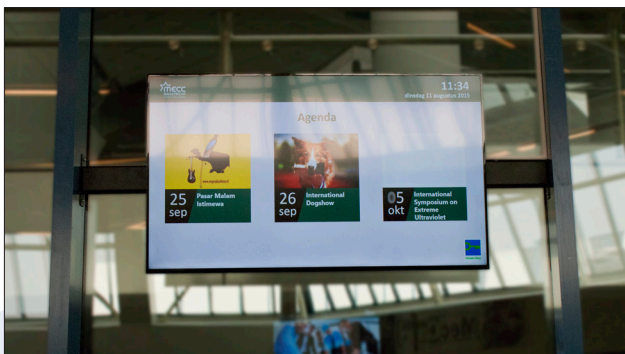 mecc
11:34
dinsdag 11 augustus 2015
Agenda
25
sep
Pasar Malam
Istimewa
26
sep
International
Dogshow
05
okt
International
Symposium on
Extreme
Ultraviolet